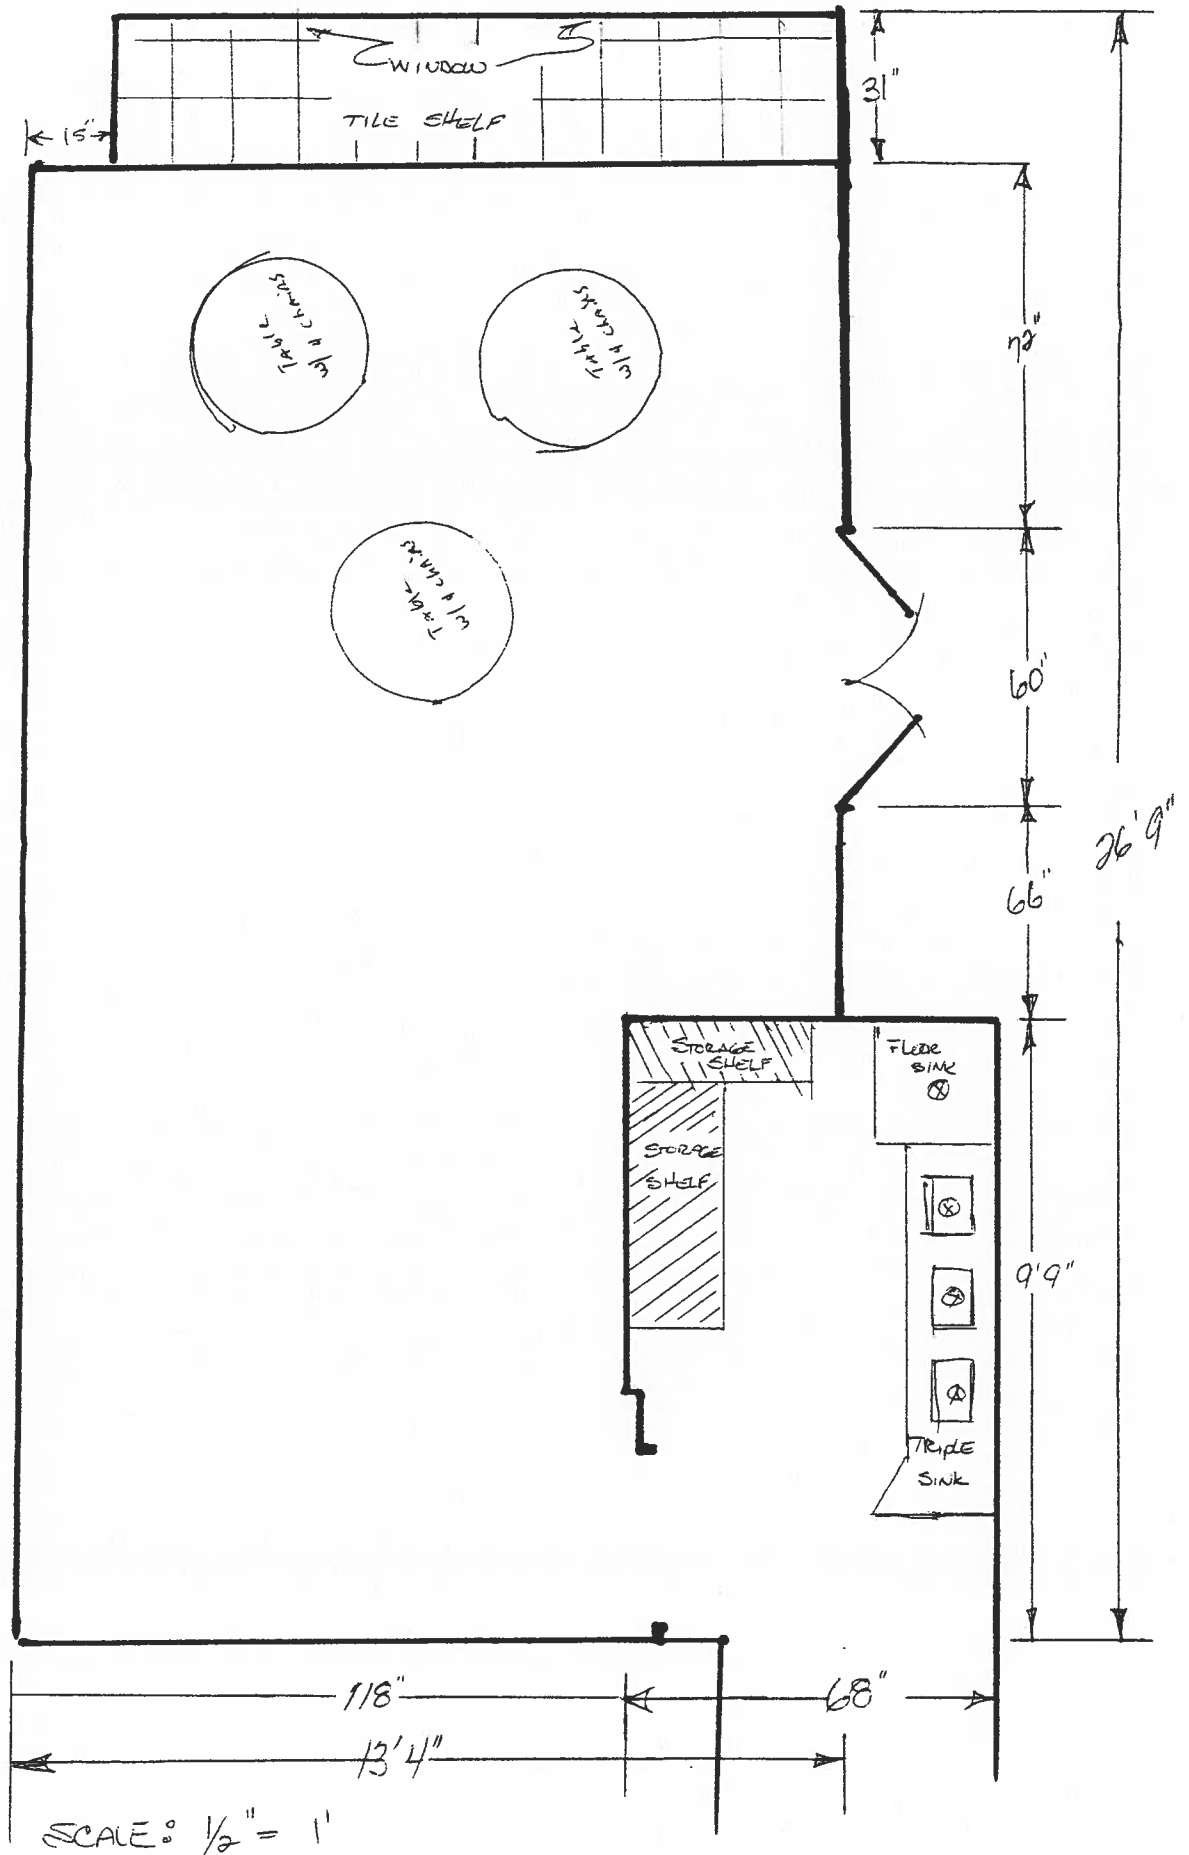 WINDOW
TILE SHELF
15"
31"
Table
w/ 4 chairs
Table
w/ 4 chairs
72"
Table
w/ 4 chairs
60"
26'9"
66"
STORAGE
SHELF
FLOOR
SINK
STORAGE
SHELF
9'9"
TRIPLE
SINK
118"
68"
13'4"
SCALE: 1/2" = 1'